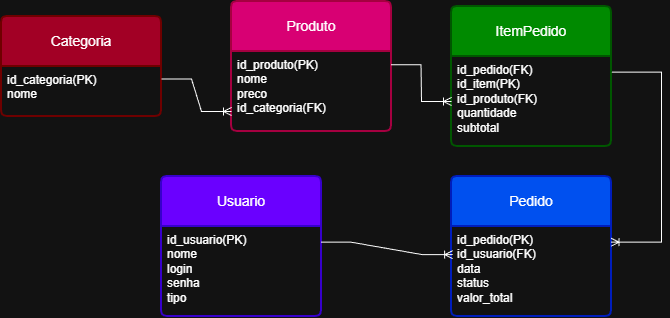 Categoria
id_categoria(PK)
nome
Produto
id_produto(PK)
nome
preco
id_categoria(FK)
ItemPedido
id_pedido(FK)
id_item(PK)
id_produto(FK)
quantidade
subtotal
Usuario
id_usuario(PK)
nome
login
senha
tipo
Pedido
id_pedido(PK)
id_usuario(FK)
data
status
valor_total